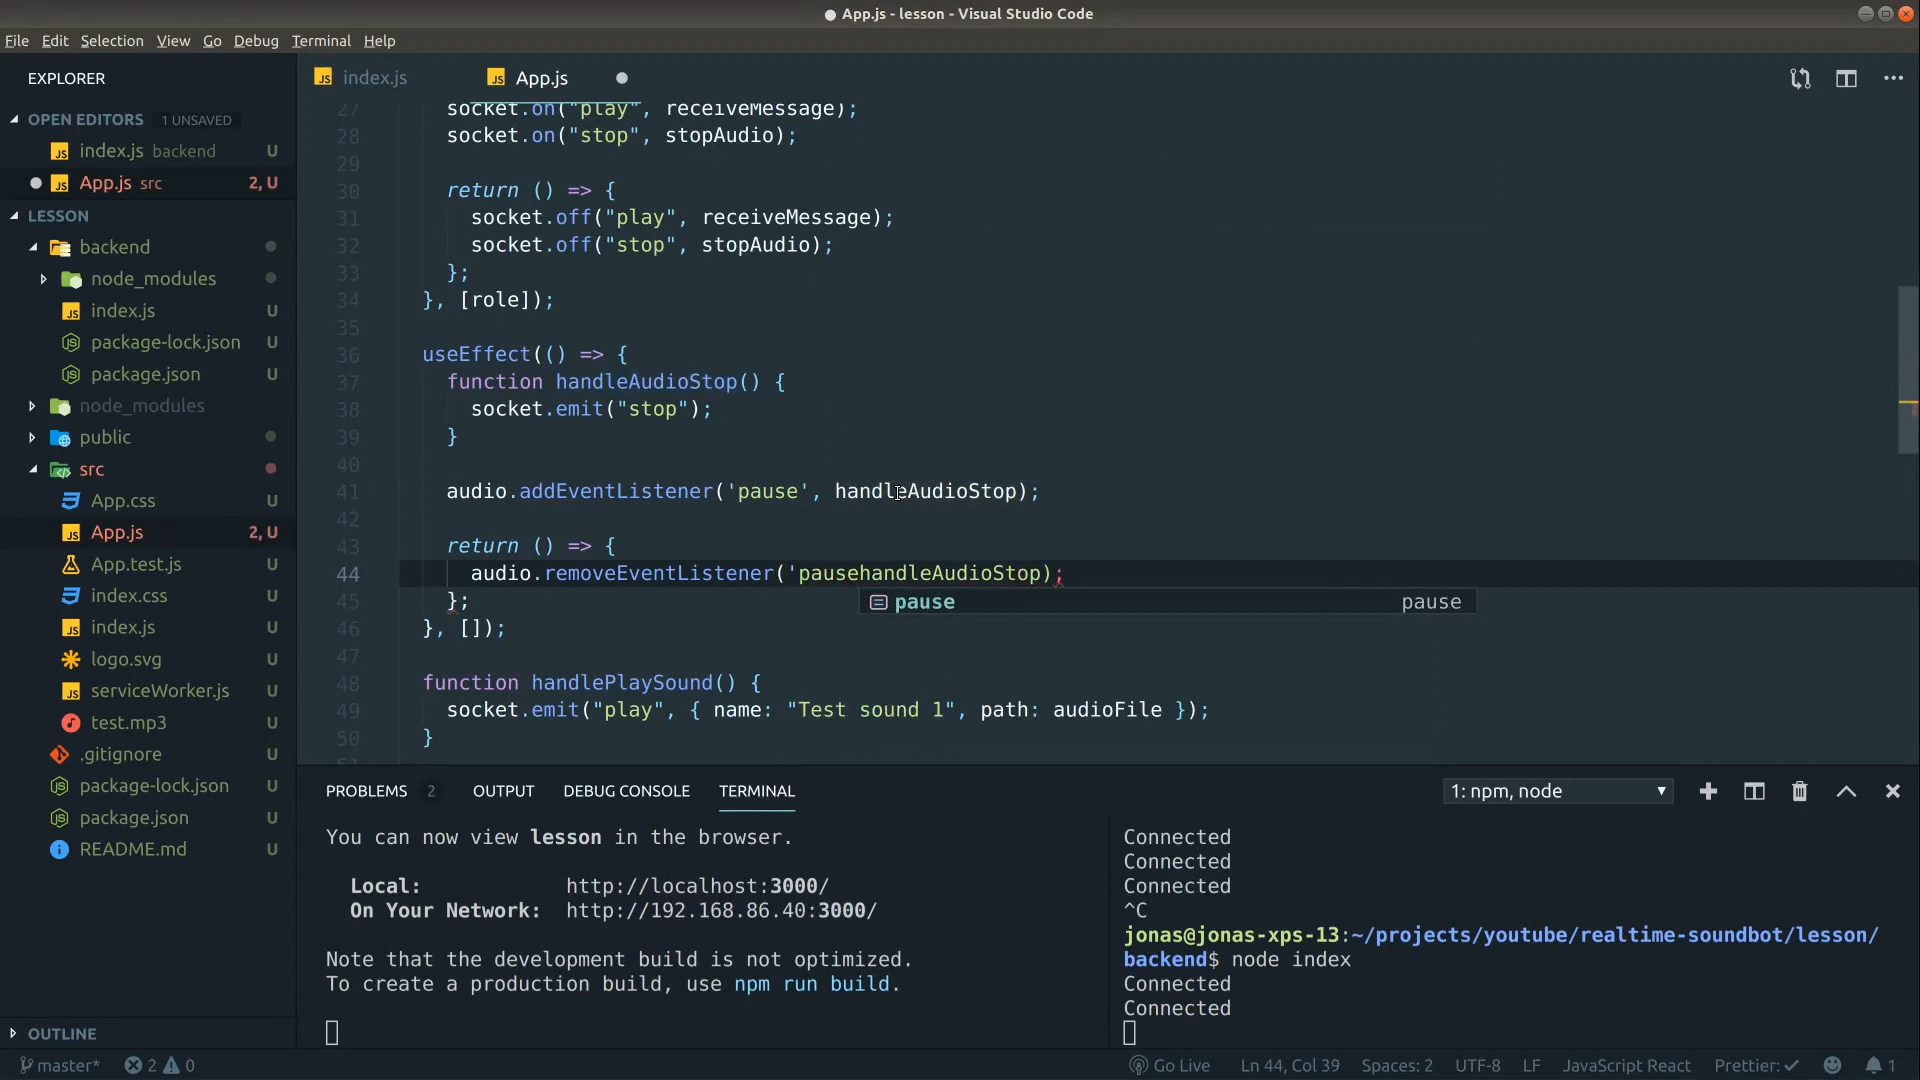 App.js - lesson - Visual Studio Code
File Edit Selection View Go Debug Terminal Help
EXPLORER
OPEN EDITORS 1 UNSAVED
index.js backend U
App.js src 2, U
LESSON
backend
node_modules
index.js U
package-lock.json U
package.json U
node_modules
public
src
App.css U
App.js 2, U
App.test.js U
index.css U
index.js U
logo.svg U
serviceWorker.js U
test.mp3 U
.gitignore U
package-lock.json U
package.json U
README.md U
OUTLINE
index.js App.js
27 socket.on("play", receiveMessage);
28 socket.on("stop", stopAudio);
29
30 return () => {
31 socket.off("play", receiveMessage);
32 socket.off("stop", stopAudio);
33 };
34 }, [role]);
35
36 useEffect(() => {
37 function handleAudioStop() {
38 socket.emit("stop");
39 }
40
41 audio.addEventListener('pause', handleAudioStop);
42
43 return () => {
44 audio.removeEventListener('pausehandleAudioStop);
pause pause
45 };
46 }, []);
47
48 function handlePlaySound() {
49 socket.emit("play", { name: "Test sound 1", path: audioFile });
50 }
PROBLEMS 2 OUTPUT DEBUG CONSOLE TERMINAL 1: npm, node
You can now view lesson in the browser.
Local: http://localhost:3000/
On Your Network: http://192.168.86.40:3000/
Note that the development build is not optimized.
To create a production build, use npm run build.
Connected
Connected
Connected
^C
jonas@jonas-xps-13:~/projects/youtube/realtime-soundbot/lesson/
backend$ node index
Connected
Connected
master* 2 0 Go Live Ln 44, Col 39 Spaces: 2 UTF-8 LF JavaScript React Prettier: ✓ 1